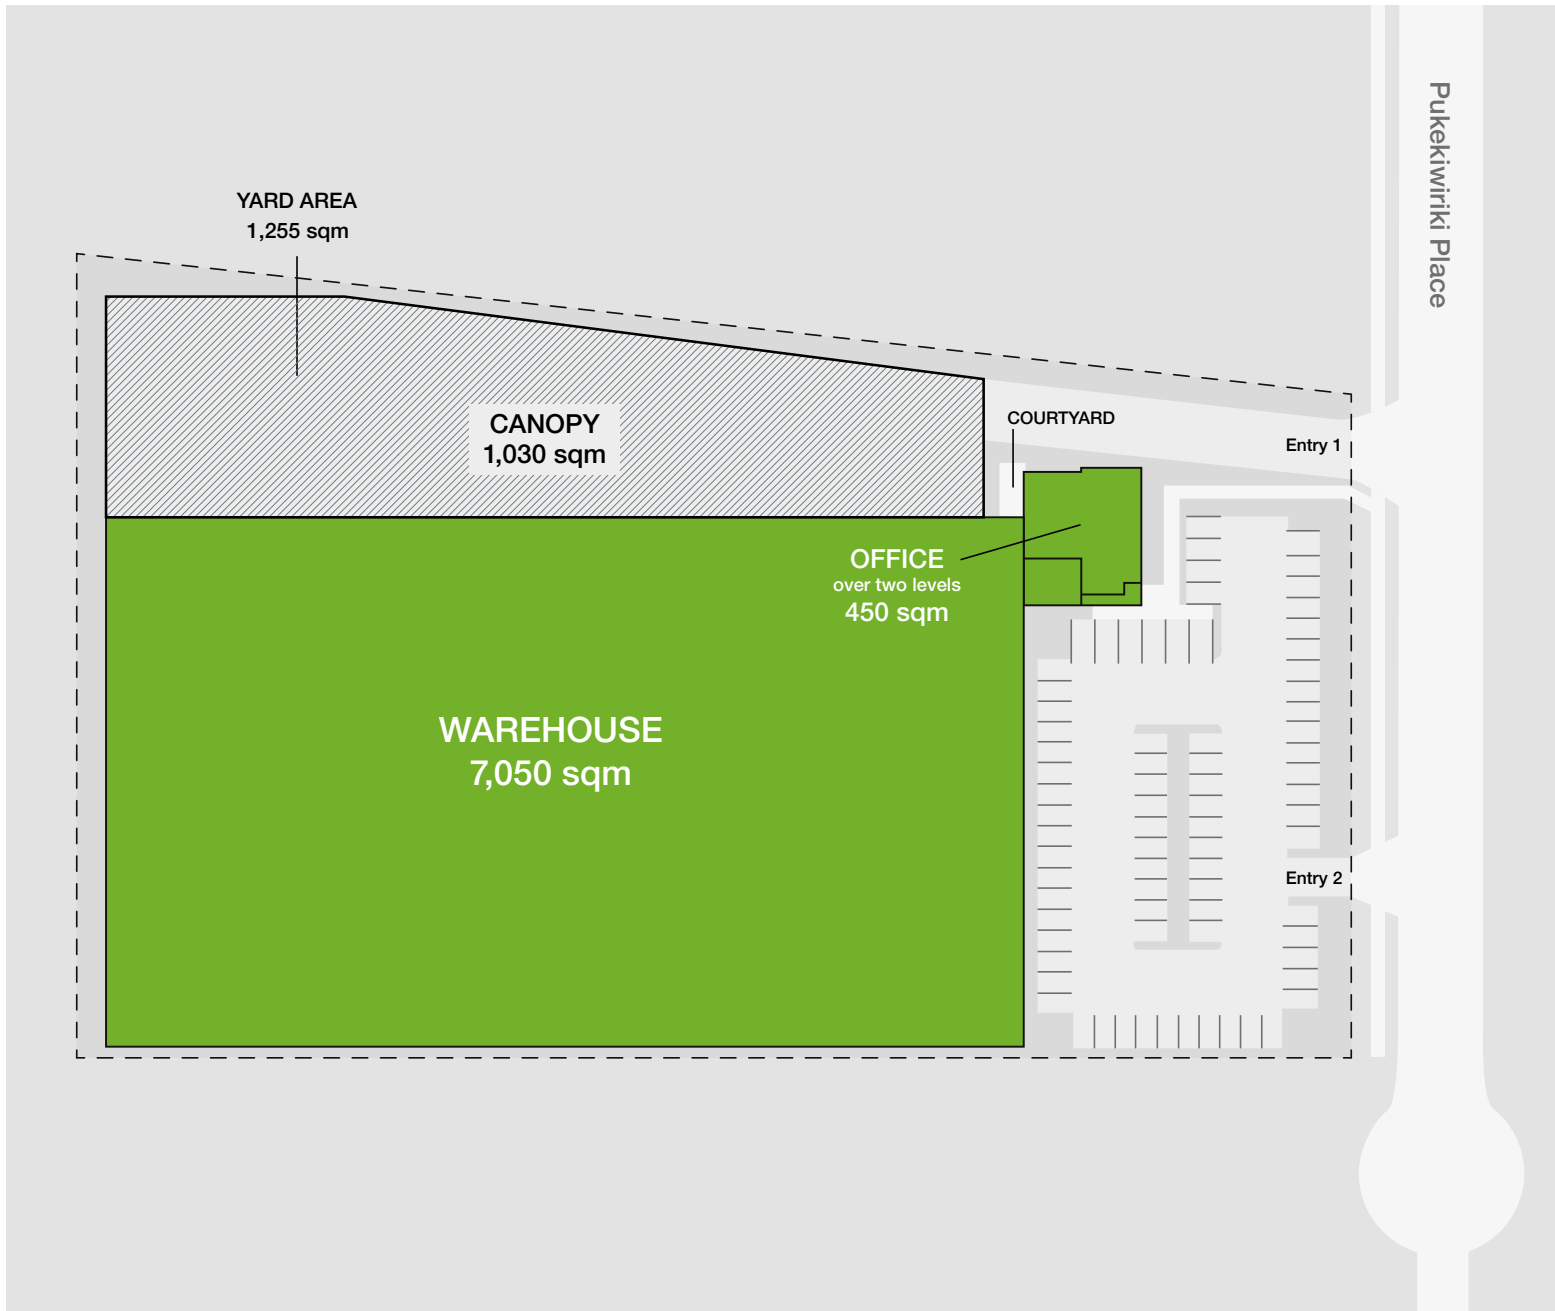 Pukekiwiriki Place
YARD AREA
1,255 sqm
CANOPY
1,030 sqm
COURTYARD
Entry 1
OFFICE
over two levels
450 sqm
WAREHOUSE
7,050 sqm
Entry 2